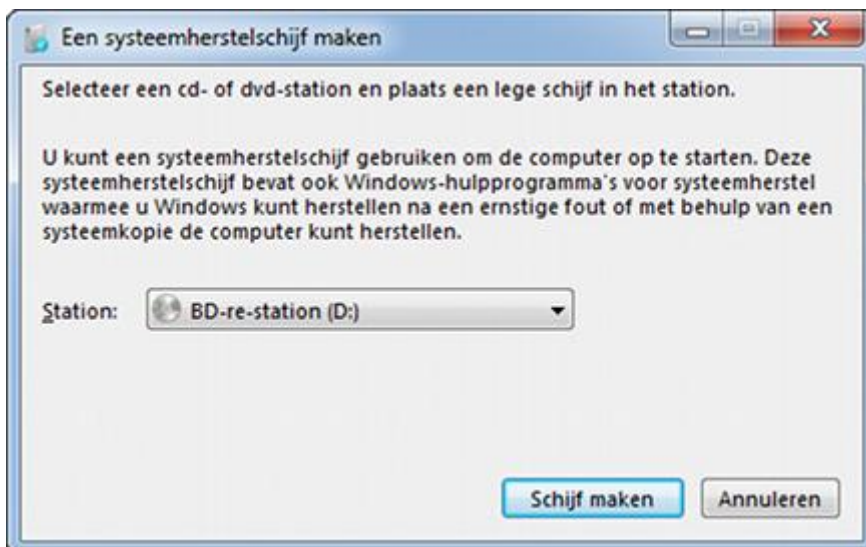 Een systeemherstelschijf maken
Selecteer een cd- of dvd-station en plaats een lege schijf in het station.
U kunt een systeemherstelschijf gebruiken om de computer op te starten. Deze
systeemherstelschijf bevat ook Windows-hulpprogramma's voor systeemherstel
waarmee u Windows kunt herstellen na een ernstige fout of met behulp van een
systeemkopie de computer kunt herstellen.
Station: BD-re-station (D:)
Schijf maken Annuleren